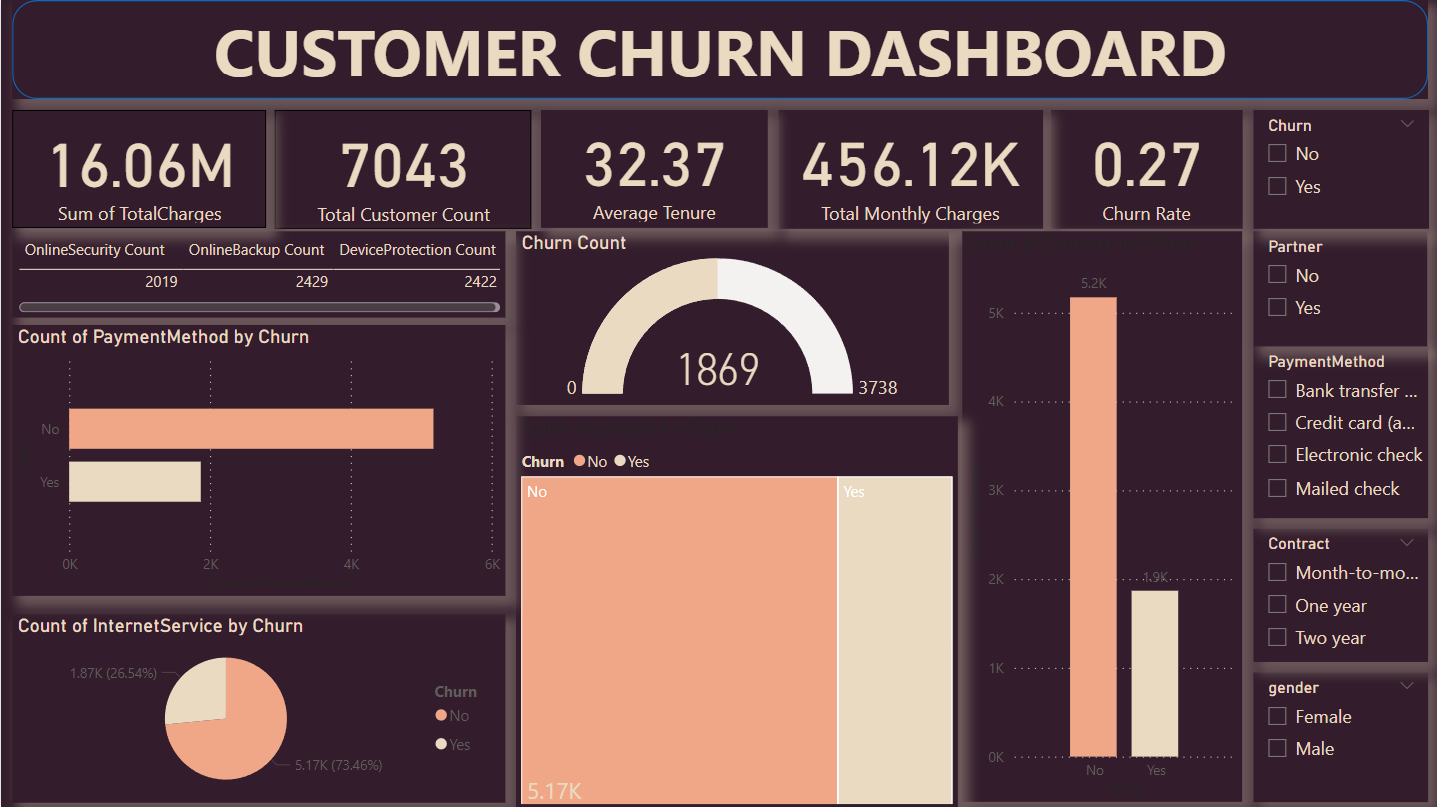 CUSTOMER CHURN DASHBOARD
16.06M
Sum of TotalCharges
7043
Total Customer Count
32.37
Average Tenure
456.12K
Total Monthly Charges
0.27
Churn Rate
Churn
No
Yes
OnlineSecurity Count OnlineBackup Count DeviceProtection Count
2019 2429 2422
Churn Count
1869
0
3738
Partner
No
Yes
Count of PaymentMethod by Churn
No
Yes
0K 2K 4K 6K
Churn No Yes
No
Yes
5.17K
5.2K
1.9K
5K
4K
3K
2K
1K
0K
No Yes
PaymentMethod
Bank transfer ...
Credit card (a...
Electronic check
Mailed check
Contract
Month-to-mo...
One year
Two year
Count of InternetService by Churn
1.87K (26.54%)
5.17K (73.46%)
Churn
No
Yes
gender
Female
Male